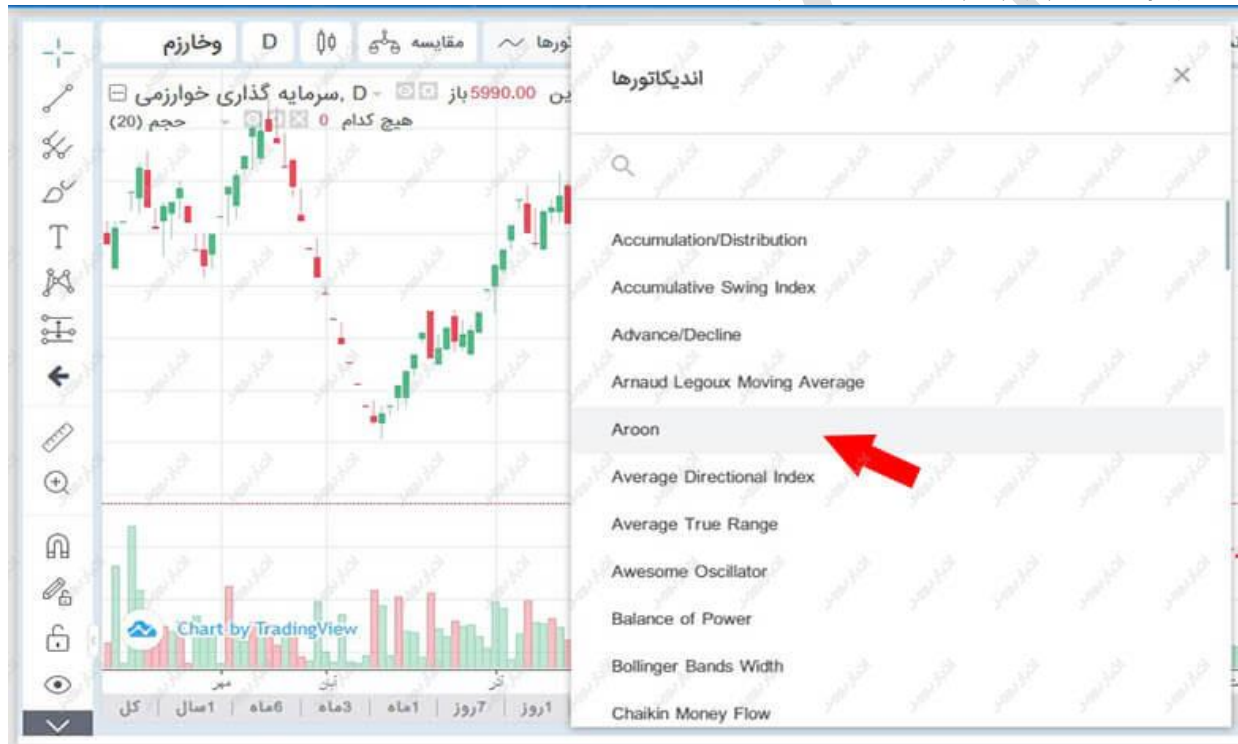 وخارزم D مقایسه تورها
سرمایه گذاری خوارزمی, D باز 5990.00 ین
حجم (20) هیچ کدام 0
اندیکاتورها
Accumulation/Distribution
Accumulative Swing Index
Advance/Decline
Arnaud Legoux Moving Average
Aroon
Average Directional Index
Average True Range
Awesome Oscillator
Balance of Power
Bollinger Bands Width
Chaikin Money Flow
T
Chart by TradingView
مهر آبان آذر
کل 1سال 6ماه 3ماه 1ماه 7روز 1روز